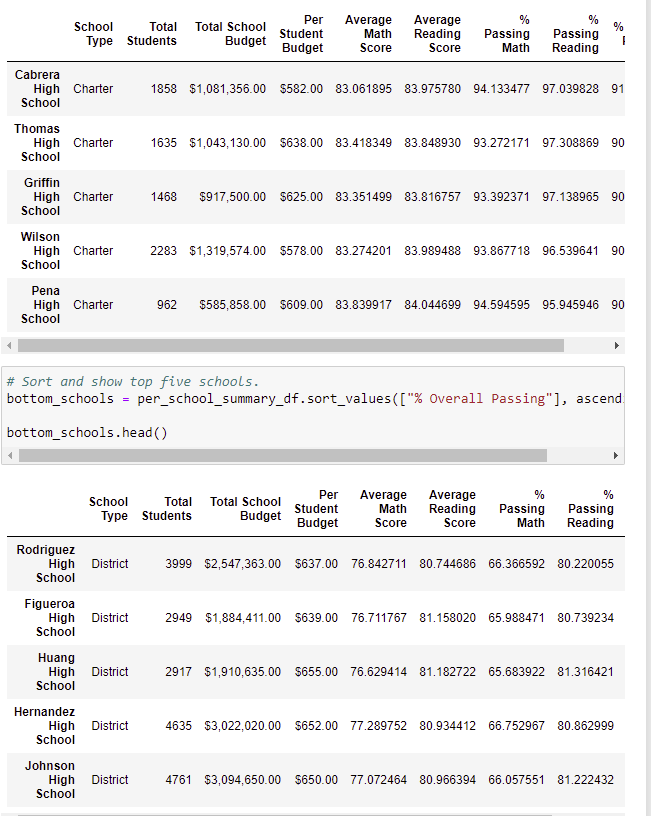 School Type Total Students Total School Budget Per Student Budget Average Math Score Average Reading Score % Passing Math % Passing Reading %
Cabrera High School Charter 1858 $1,081,356.00 $582.00 83.061895 83.975780 94.133477 97.039828 91
Thomas High School Charter 1635 $1,043,130.00 $638.00 83.418349 83.848930 93.272171 97.308869 90
Griffin High School Charter 1468 $917,500.00 $625.00 83.351499 83.816757 93.392371 97.138965 90
Wilson High School Charter 2283 $1,319,574.00 $578.00 83.274201 83.989488 93.867718 96.539641 90
Pena High School Charter 962 $585,858.00 $609.00 83.839917 84.044699 94.594595 95.945946 90
# Sort and show top five schools.
bottom_schools = per_school_summary_df.sort_values(["% Overall Passing"], ascend
bottom_schools.head()
School Type Total Students Total School Budget Per Student Budget Average Math Score Average Reading Score % Passing Math % Passing Reading
Rodriguez High School District 3999 $2,547,363.00 $637.00 76.842711 80.744686 66.366592 80.220055
Figueroa High School District 2949 $1,884,411.00 $639.00 76.711767 81.158020 65.988471 80.739234
Huang High School District 2917 $1,910,635.00 $655.00 76.629414 81.182722 65.683922 81.316421
Hernandez High School District 4635 $3,022,020.00 $652.00 77.289752 80.934412 66.752967 80.862999
Johnson High School District 4761 $3,094,650.00 $650.00 77.072464 80.966394 66.057551 81.222432